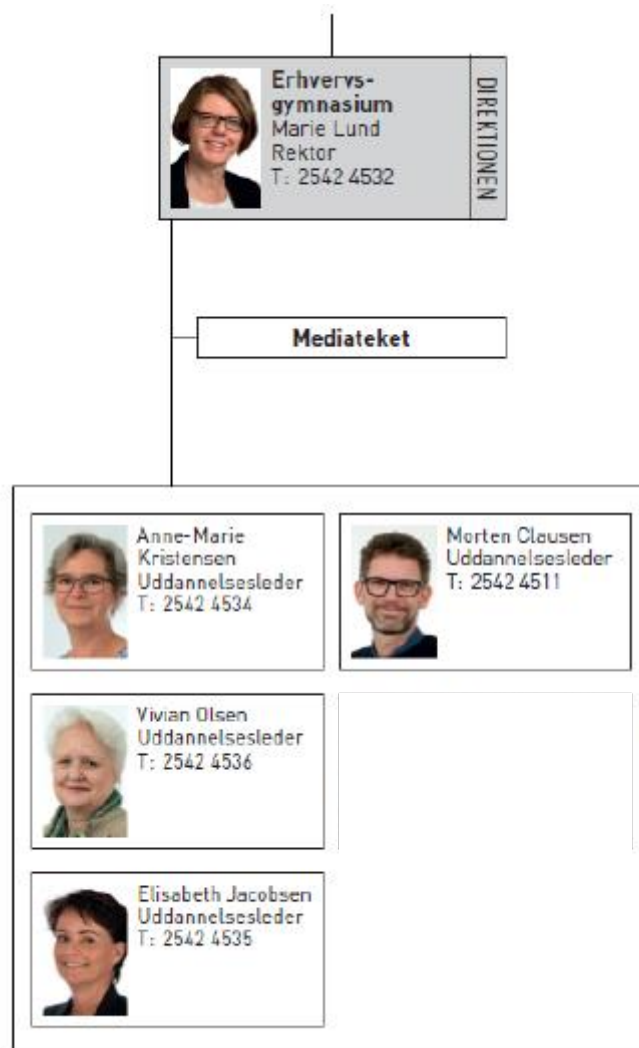 Erhvervs-
gymnasium
Marie Lund
Rektor
T: 2542 4532
DIREKTIONEN
Mediateket
Anne-Marie
Kristensen
Uddannelsesleder
T: 2542 4534
Morten Clausen
Uddannelsesleder
T: 2542 4511
Vivian Olsen
Uddannelsesleder
T: 2542 4536
Elisabeth Jacobsen
Uddannelsesleder
T: 2542 4535